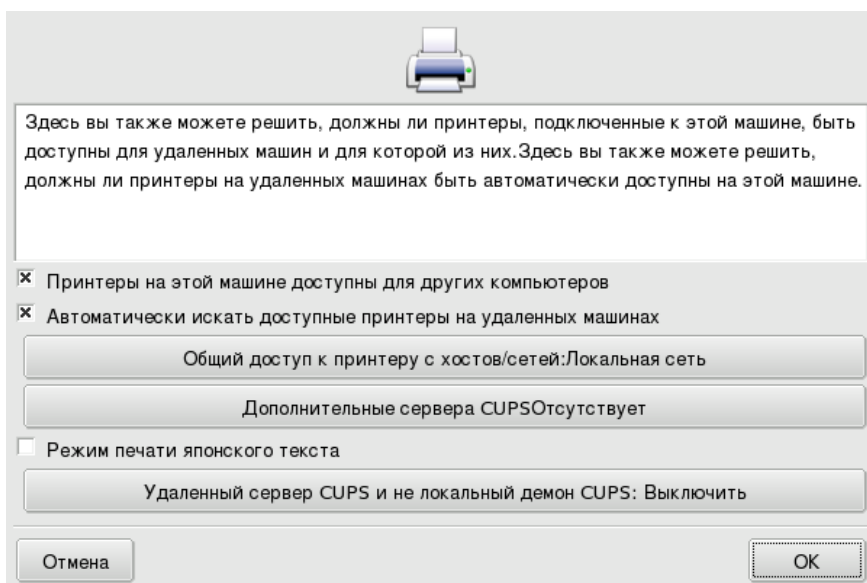 Здесь вы также можете решить, должны ли принтеры, подключенные к этой машине, быть
доступны для удаленных машин и для которой из них.Здесь вы также можете решить,
должны ли принтеры на удаленных машинах быть автоматически доступны на этой машине.
Принтеры на этой машине доступны для других компьютеров
Автоматически искать доступные принтеры на удаленных машинах
Общий доступ к принтеру с хостов/сетей:Локальная сеть
Дополнительные сервера CUPSОтсутствует
Режим печати японского текста
Удаленный сервер CUPS и не локальный демон CUPS: Выключить
Отмена
OK